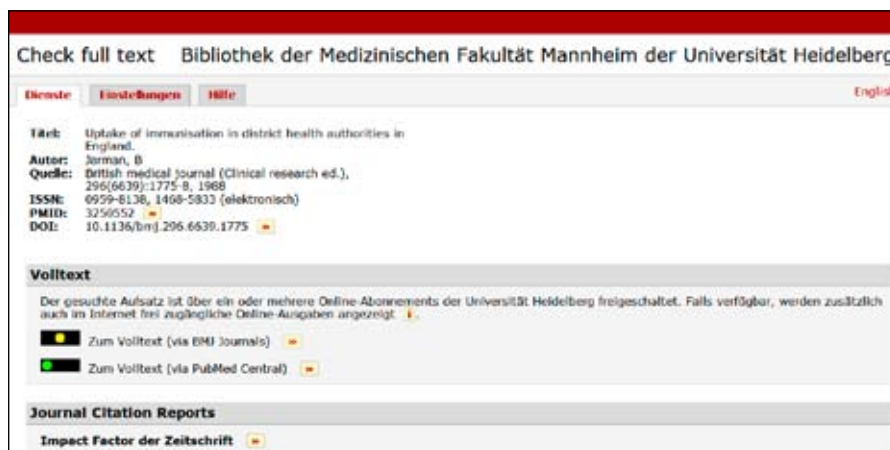 Check full text Bibliothek der Medizinischen Fakultät Mannheim der Universität Heidelberg
Dienste Einstellungen Hilfe English
Titel: Uptake of immunisation in district health authorities in
England.
Autor: Jarman, B
Quelle: British medical journal (Clinical research ed.),
296(6639):1775-8, 1988
ISSN: 0959-8138, 1468-5833 (elektronisch)
PMID: 3250552
DOI: 10.1136/bmj.296.6639.1775
Volltext
Der gesuchte Aufsatz ist über ein oder mehrere Online-Abonnements der Universität Heidelberg freigeschaltet. Falls verfügbar, werden zusätzlich
auch im Internet frei zugängliche Online-Ausgaben angezeigt
Zum Volltext (via BMJ Journals)
Zum Volltext (via PubMed Central)
Journal Citation Reports
Impact Factor der Zeitschrift